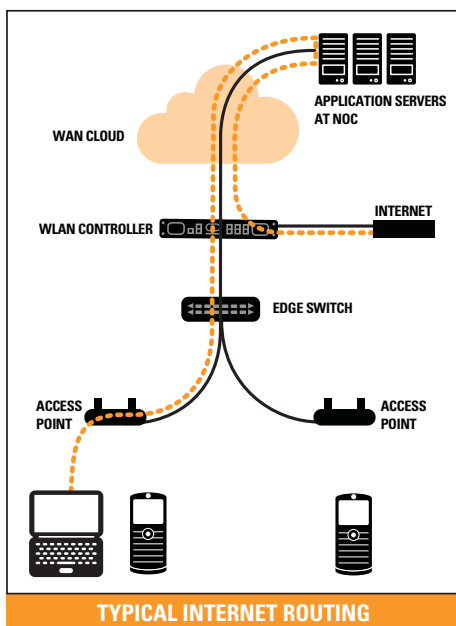 APPLICATION SERVERS
AT NOC
WAN CLOUD
WLAN CONTROLLER
INTERNET
EDGE SWITCH
ACCESS
POINT
ACCESS
POINT
TYPICAL INTERNET ROUTING